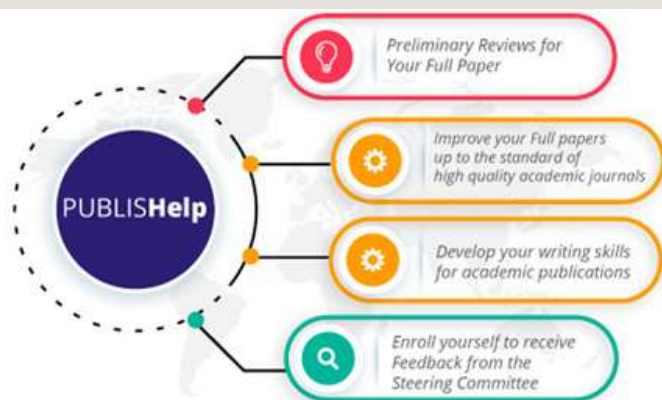 Preliminary Reviews for
Your Full Paper
Improve your Full papers
up to the standard of
high quality academic journals
PUBLISHelp
Develop your writing skills
for academic publications
Enroll yourself to receive
Feedback from the
Steering Committee